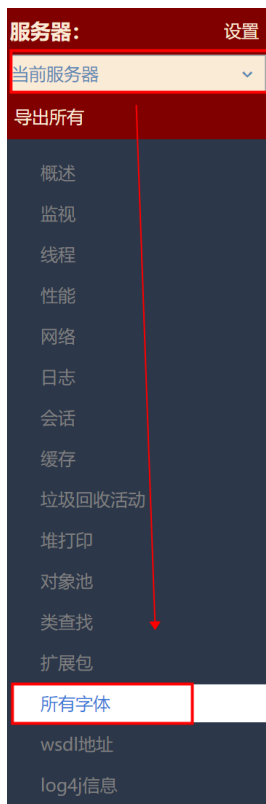 服务器： 设置
当前服务器
导出所有
概述
监视
线程
性能
网络
日志
会话
缓存
垃圾回收活动
堆打印
对象池
类查找
扩展包
所有字体
wsdl地址
log4j信息